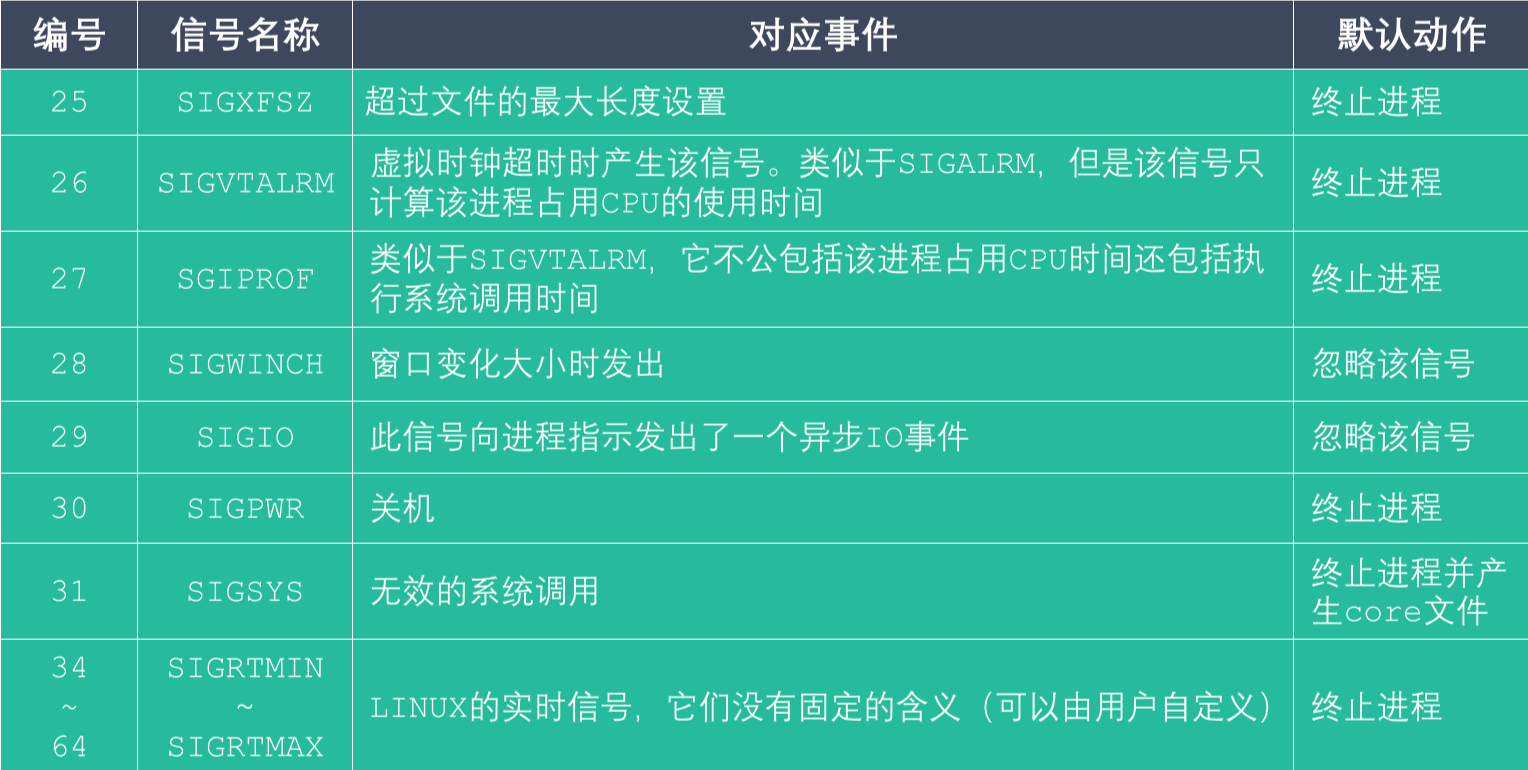 编号 信号名称 对应事件 默认动作
25 SIGXFSZ 超过文件的最大长度设置 终止进程
26 SIGVTALRM 虚拟时钟超时时产生该信号。类似于SIGALRM，但是该信号只
计算该进程占用CPU的使用时间 终止进程
27 SGIPROF 类似于SIGVTALRM，它不公包括该进程占用CPU时间还包括执
行系统调用时间 终止进程
28 SIGWINCH 窗口变化大小时发出 忽略该信号
29 SIGIO 此信号向进程指示发出了一个异步IO事件 忽略该信号
30 SIGPWR 关机 终止进程
31 SIGSYS 无效的系统调用 终止进程并产
生core文件
34 SIGRTMIN
~ ~ LINUX的实时信号，它们没有固定的含义（可以由用户自定义） 终止进程
64 SIGRTMAX